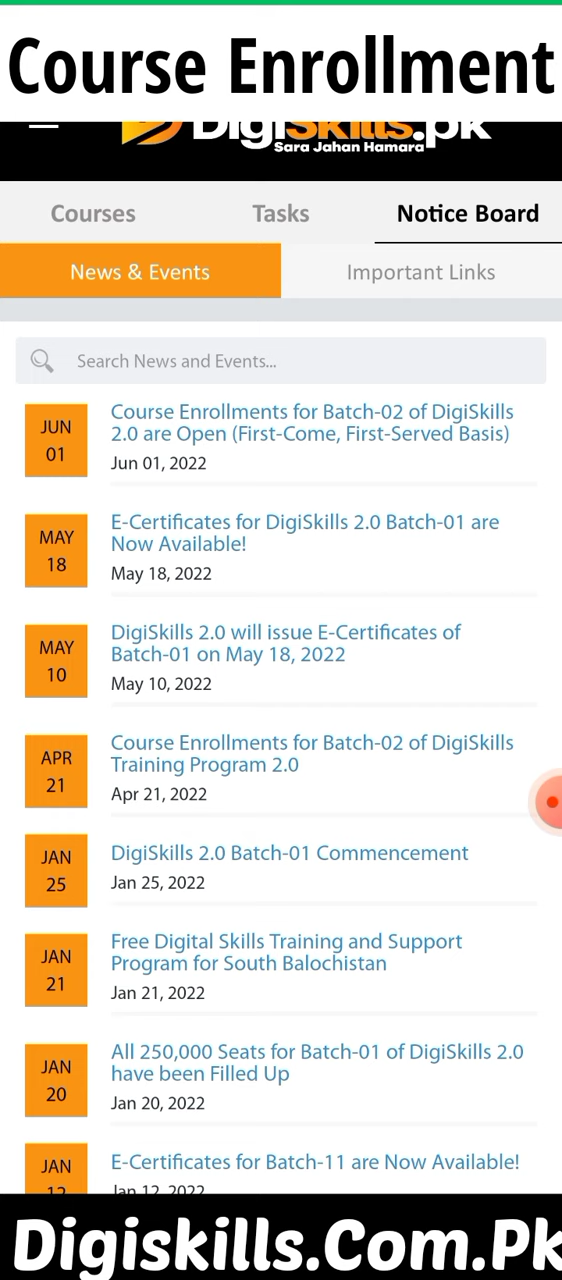 Course Enrollment
DigiSkills.pk
Sara Jahan Hamara
Courses
Tasks
Notice Board
News & Events
Important Links
Search News and Events...
JUN
01
Course Enrollments for Batch-02 of DigiSkills
2.0 are Open (First-Come, First-Served Basis)
Jun 01, 2022
MAY
18
E-Certificates for DigiSkills 2.0 Batch-01 are
Now Available!
May 18, 2022
MAY
10
DigiSkills 2.0 will issue E-Certificates of
Batch-01 on May 18, 2022
May 10, 2022
APR
21
Course Enrollments for Batch-02 of DigiSkills
Training Program 2.0
Apr 21, 2022
JAN
25
DigiSkills 2.0 Batch-01 Commencement
Jan 25, 2022
JAN
21
Free Digital Skills Training and Support
Program for South Balochistan
Jan 21, 2022
JAN
20
All 250,000 Seats for Batch-01 of DigiSkills 2.0
have been Filled Up
Jan 20, 2022
JAN
12
E-Certificates for Batch-11 are Now Available!
Jan 12, 2022
Digiskills.Com.Pk